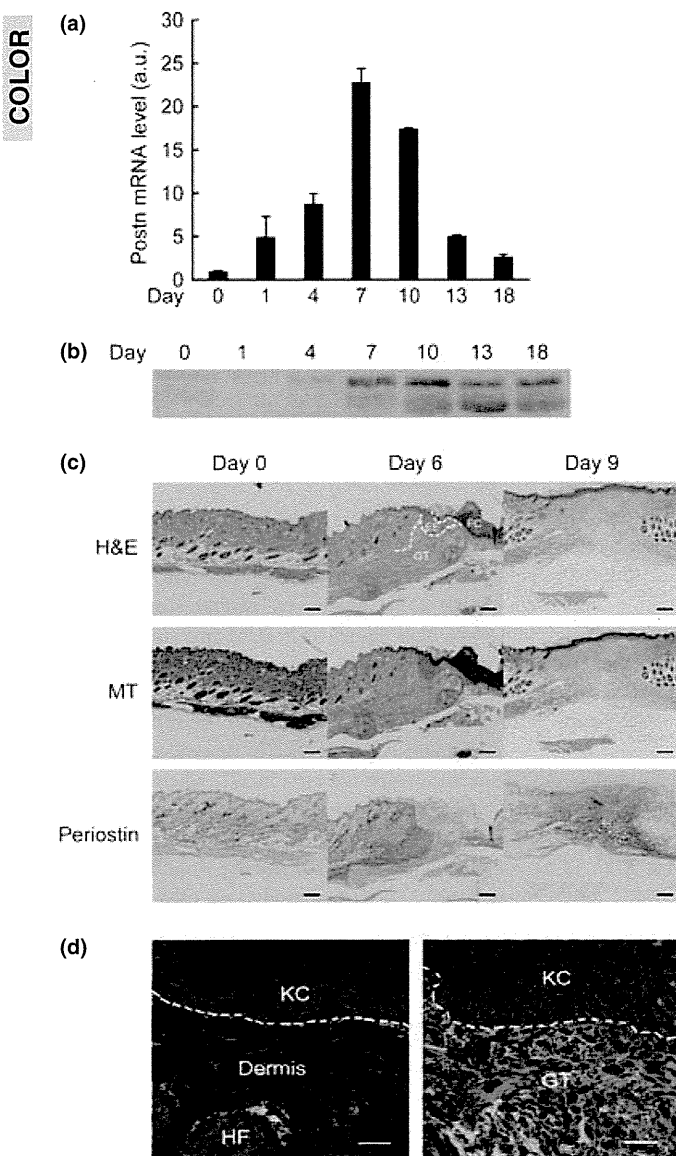 COLOR
(a)
30
25
20
15
10
5
0
Postn mRNA level (a.u.)
Day 0 1 4 7 10 13 18
(b) Day 0 1 4 7 10 13 18
(c) Day 0 Day 6 Day 9
H&E
GT
MT
Periostin
(d)
KC KC
Dermis GT
HF